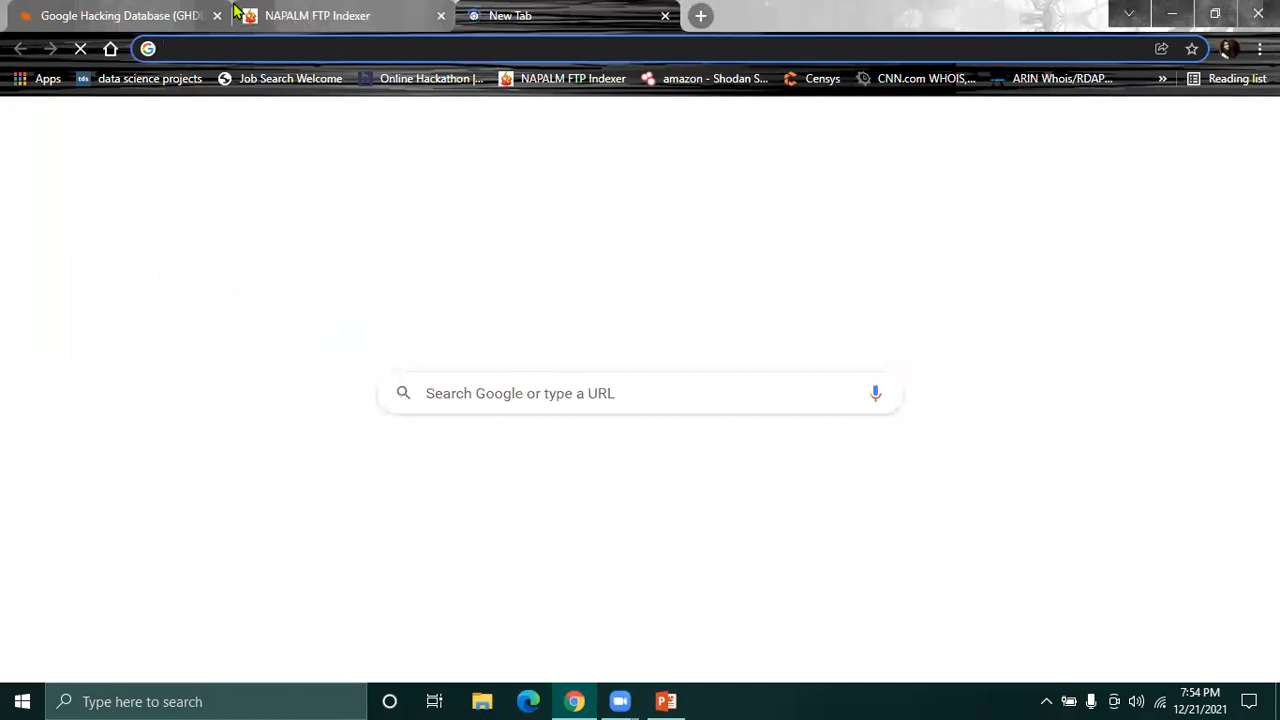 Google Hacking Database (GHD
NAPALM FTP Indexer
New Tab
Apps
data science projects
Job Search Welcome
Online Hackathon |...
NAPALM FTP Indexer
amazon - Shodan S...
Censys
CNN.com WHOIS,...
ARIN Whois/RDAP...
»
Reading list
Search Google or type a URL
Type here to search
7:54 PM
12/21/2021